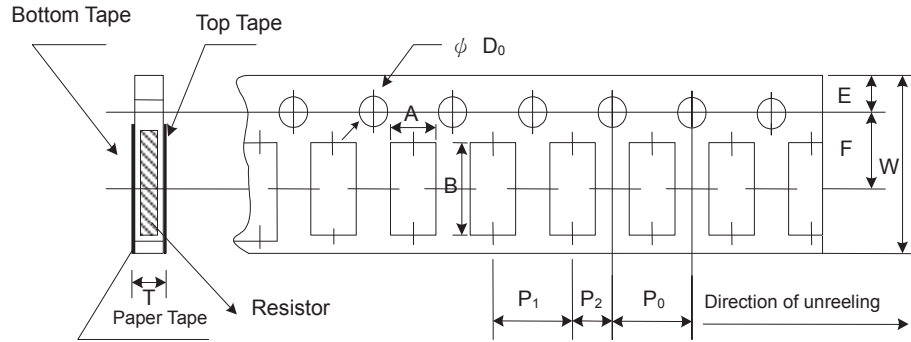 Bottom Tape
Top Tape
ϕ D₀
E
A
F
W
B
T
Resistor
Paper Tape
P₁
P₂
P₀
Direction of unreeling